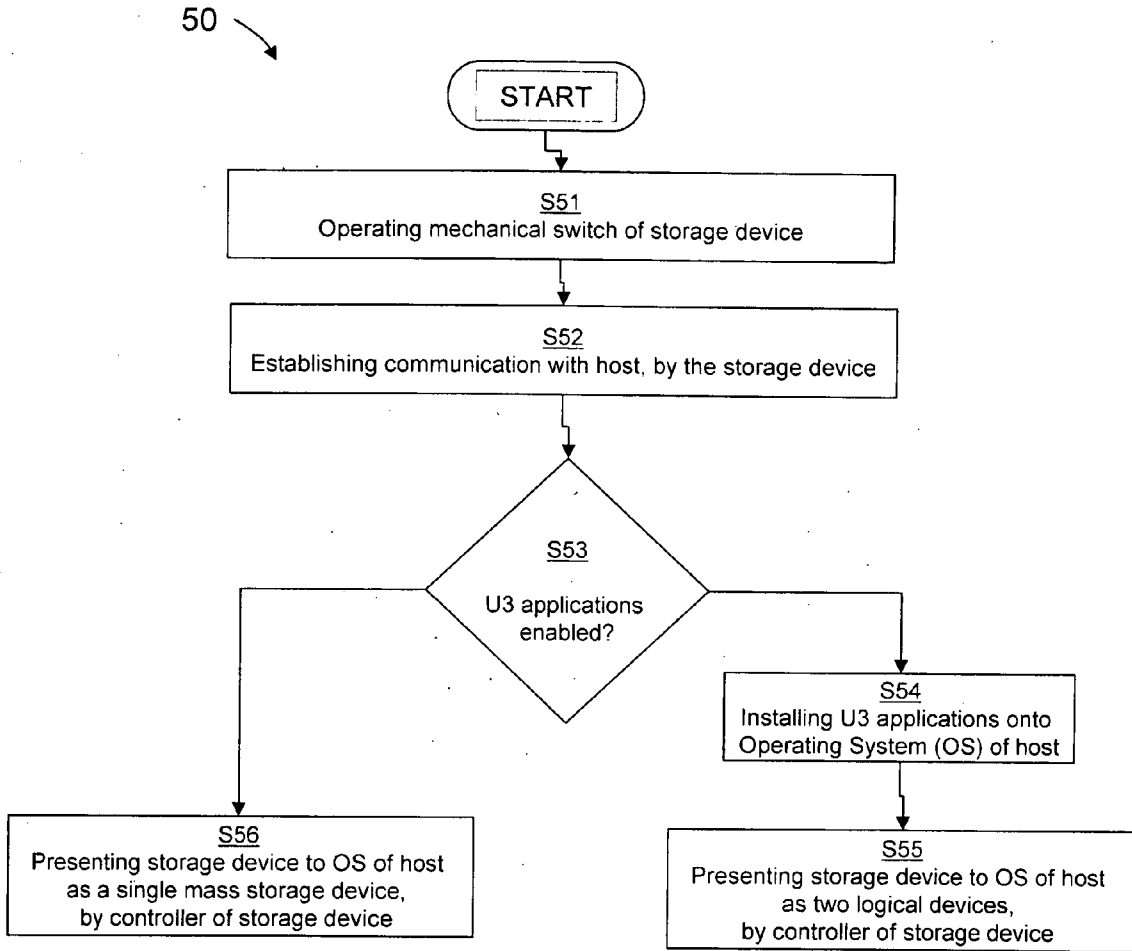 50
START
S51
Operating mechanical switch of storage device
S52
Establishing communication with host, by the storage device
S53
U3 applications
enabled?
S54
Installing U3 applications onto
Operating System (OS) of host
S56
Presenting storage device to OS of host
as a single mass storage device,
by controller of storage device
S55
Presenting storage device to OS of host
as two logical devices,
by controller of storage device